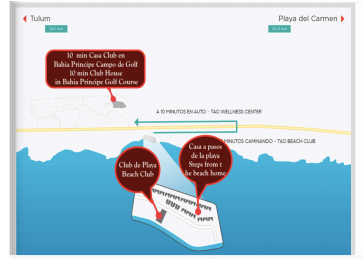 Tulum
Playa del Carmen
10 min Casa Club en
Bahia Principe Campo de Golf
10 min Club House
in Bahia Principe Golf Course
A 10 MINUTOS EN AUTO - TAO WELLNESS CENTER
MINUTOS CAMINANDO - TAO BEACH CLUB
Casa a pasos
de la playa
Steps from t
he beach home
Club de Playa
Beach Club